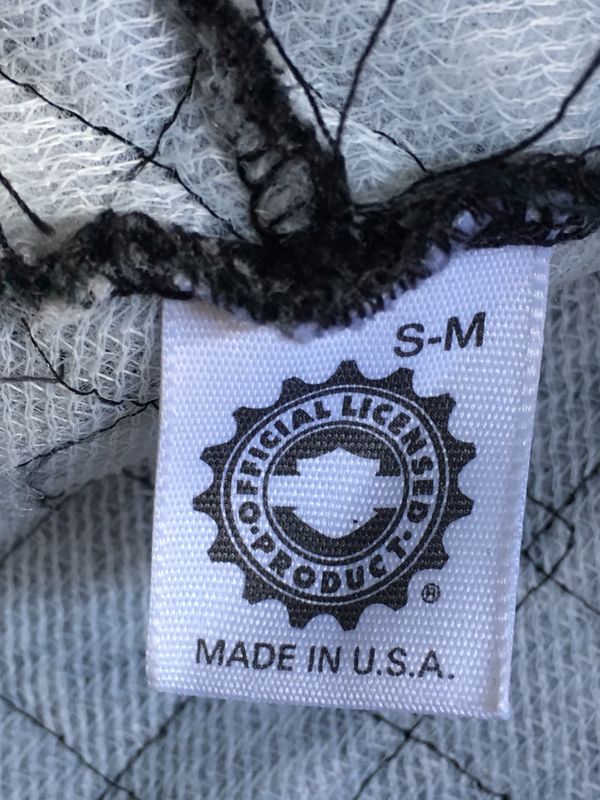 S-M
OFFICIAL LICENSED
• PRODUCT •
®
MADE IN U.S.A.